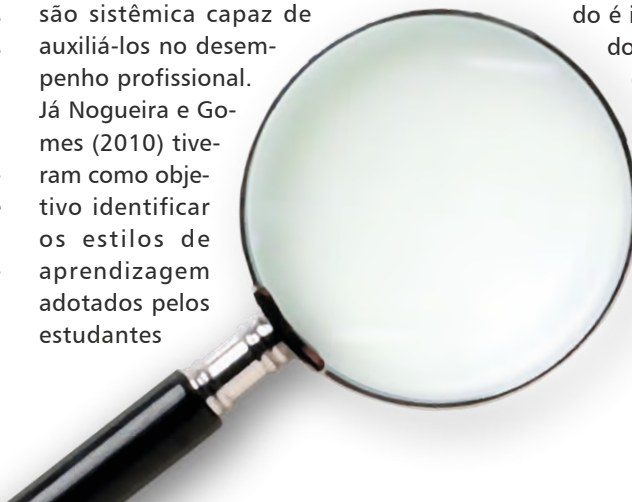 são sistêmica capaz de
auxiliá-los no desem-
penho profissional.
Já Nogueira e Go-
mes (2010) tive-
ram como obje-
tivo identificar
os estilos de
aprendizagem
adotados pelos
estudantes
do é
do